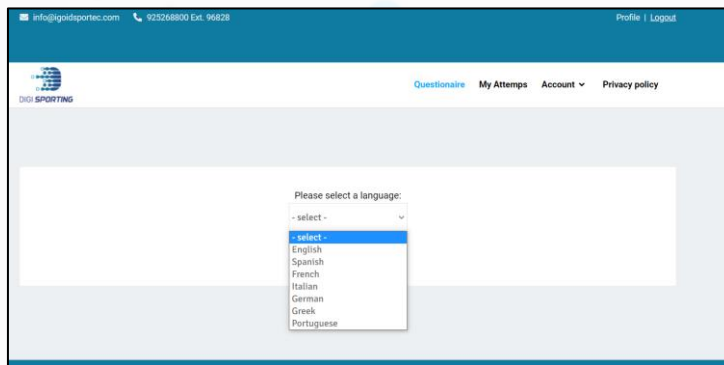 info@igoidsportec.com 925268800 Ext. 96828 Profile | Logout
DIGI SPORTING
Questionaire My Attemps Account Privacy policy
Please select a language:
- select -
- select -
English
Spanish
French
Italian
German
Greek
Portuguese